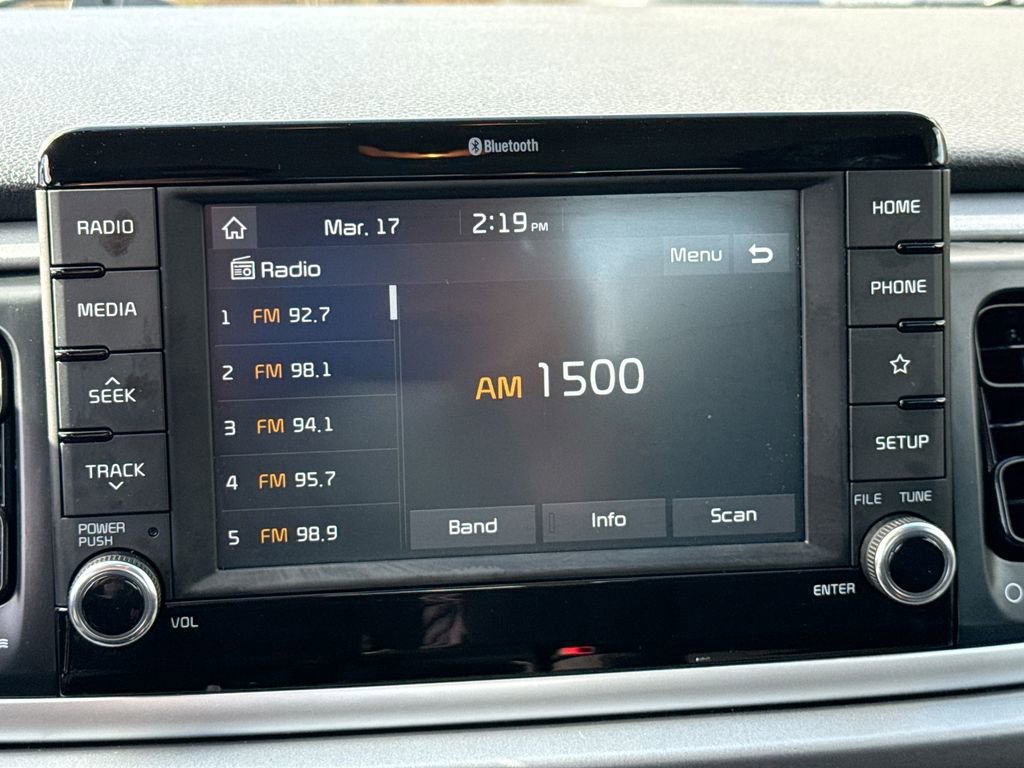 Bluetooth
RADIO
MEDIA
SEEK
TRACK
POWER
PUSH
VOL
Mar. 17
2:19 PM
Radio
Menu
1 FM 92.7
2 FM 98.1
3 FM 94.1
4 FM 95.7
5 FM 98.9
AM 1500
Band
Info
Scan
HOME
PHONE
SETUP
FILE TUNE
ENTER